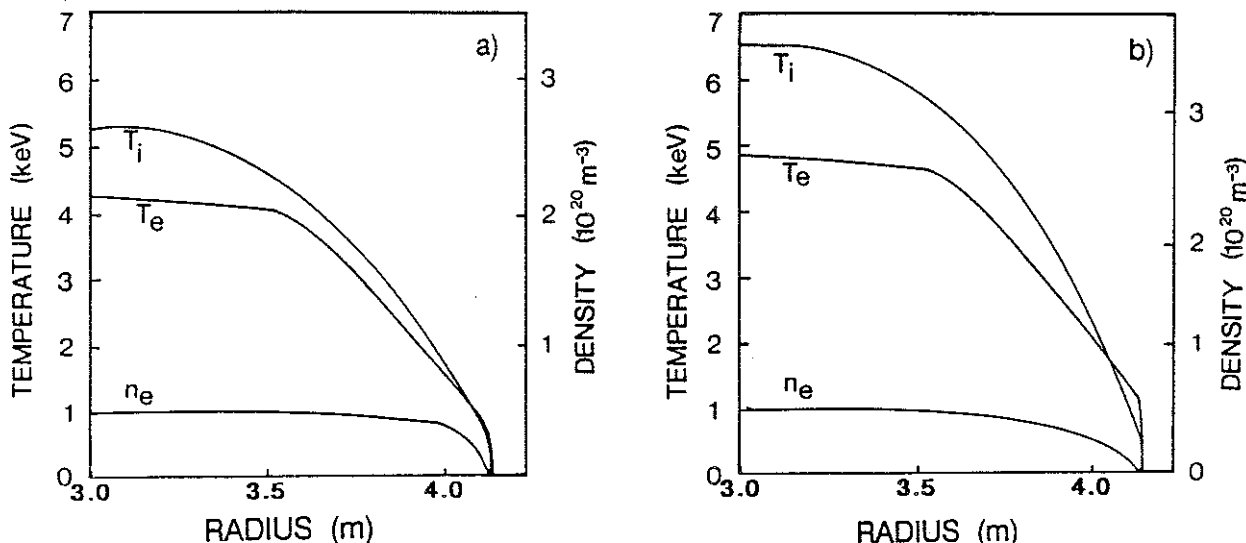 a)
7
6
5
4
3
2
1
0
TEMPERATURE (keV)
T_i
T_e
n_e
3
2
1
DENSITY (10^20 m^-3)
3.0 3.5 4.0
RADIUS (m)
b)
7
6
5
4
3
2
1
0
TEMPERATURE (keV)
T_i
T_e
n_e
3
2
1
0
DENSITY (10^20 m^-3)
3.0 3.5 4.0
RADIUS (m)